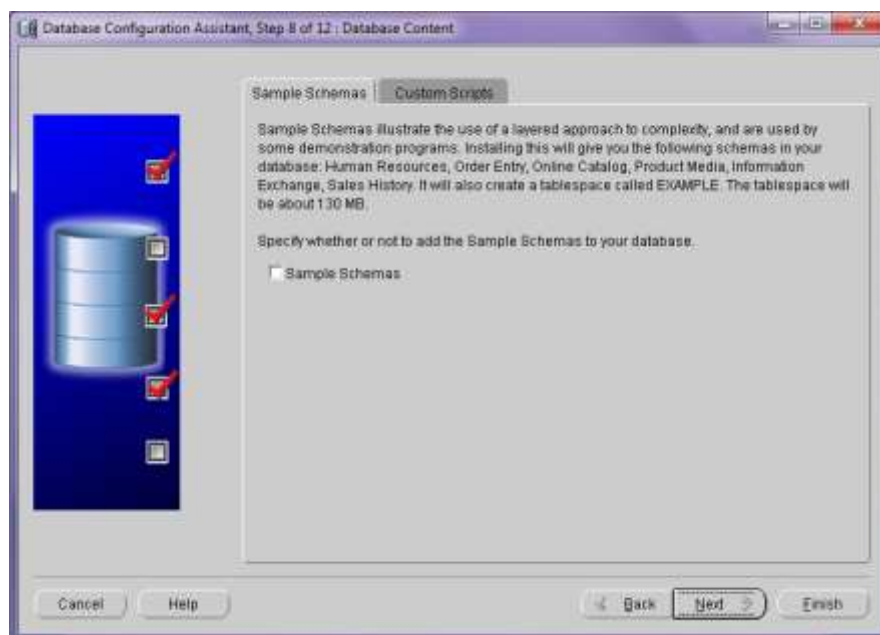 Database Configuration Assistant, Step 8 of 12 : Database Content
Sample Schemas
Custom Scripts
Sample Schemas illustrate the use of a layered approach to complexity, and are used by
some demonstration programs. Installing this will give you the following schemas in your
database: Human Resources, Order Entry, Online Catalog, Product Media, Information
Exchange, Sales History. It will also create a tablespace called EXAMPLE. The tablespace will
be about 130 MB.
Specify whether or not to add the Sample Schemas to your database.
Sample Schemas
Cancel
Help
Back
Next
Finish